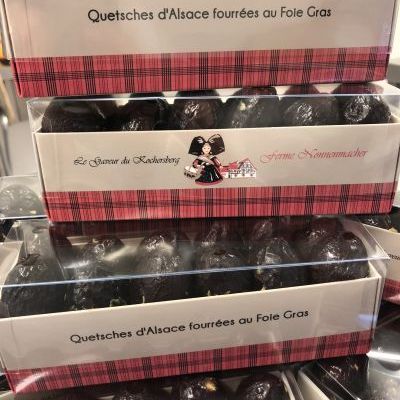 Quetsches d'Alsace fourrées au Foie Gras
Le Gaveur du Kochersberg
Ferme Nonnenmacher
Quetsches d'Alsace fourrées au Foie Gras